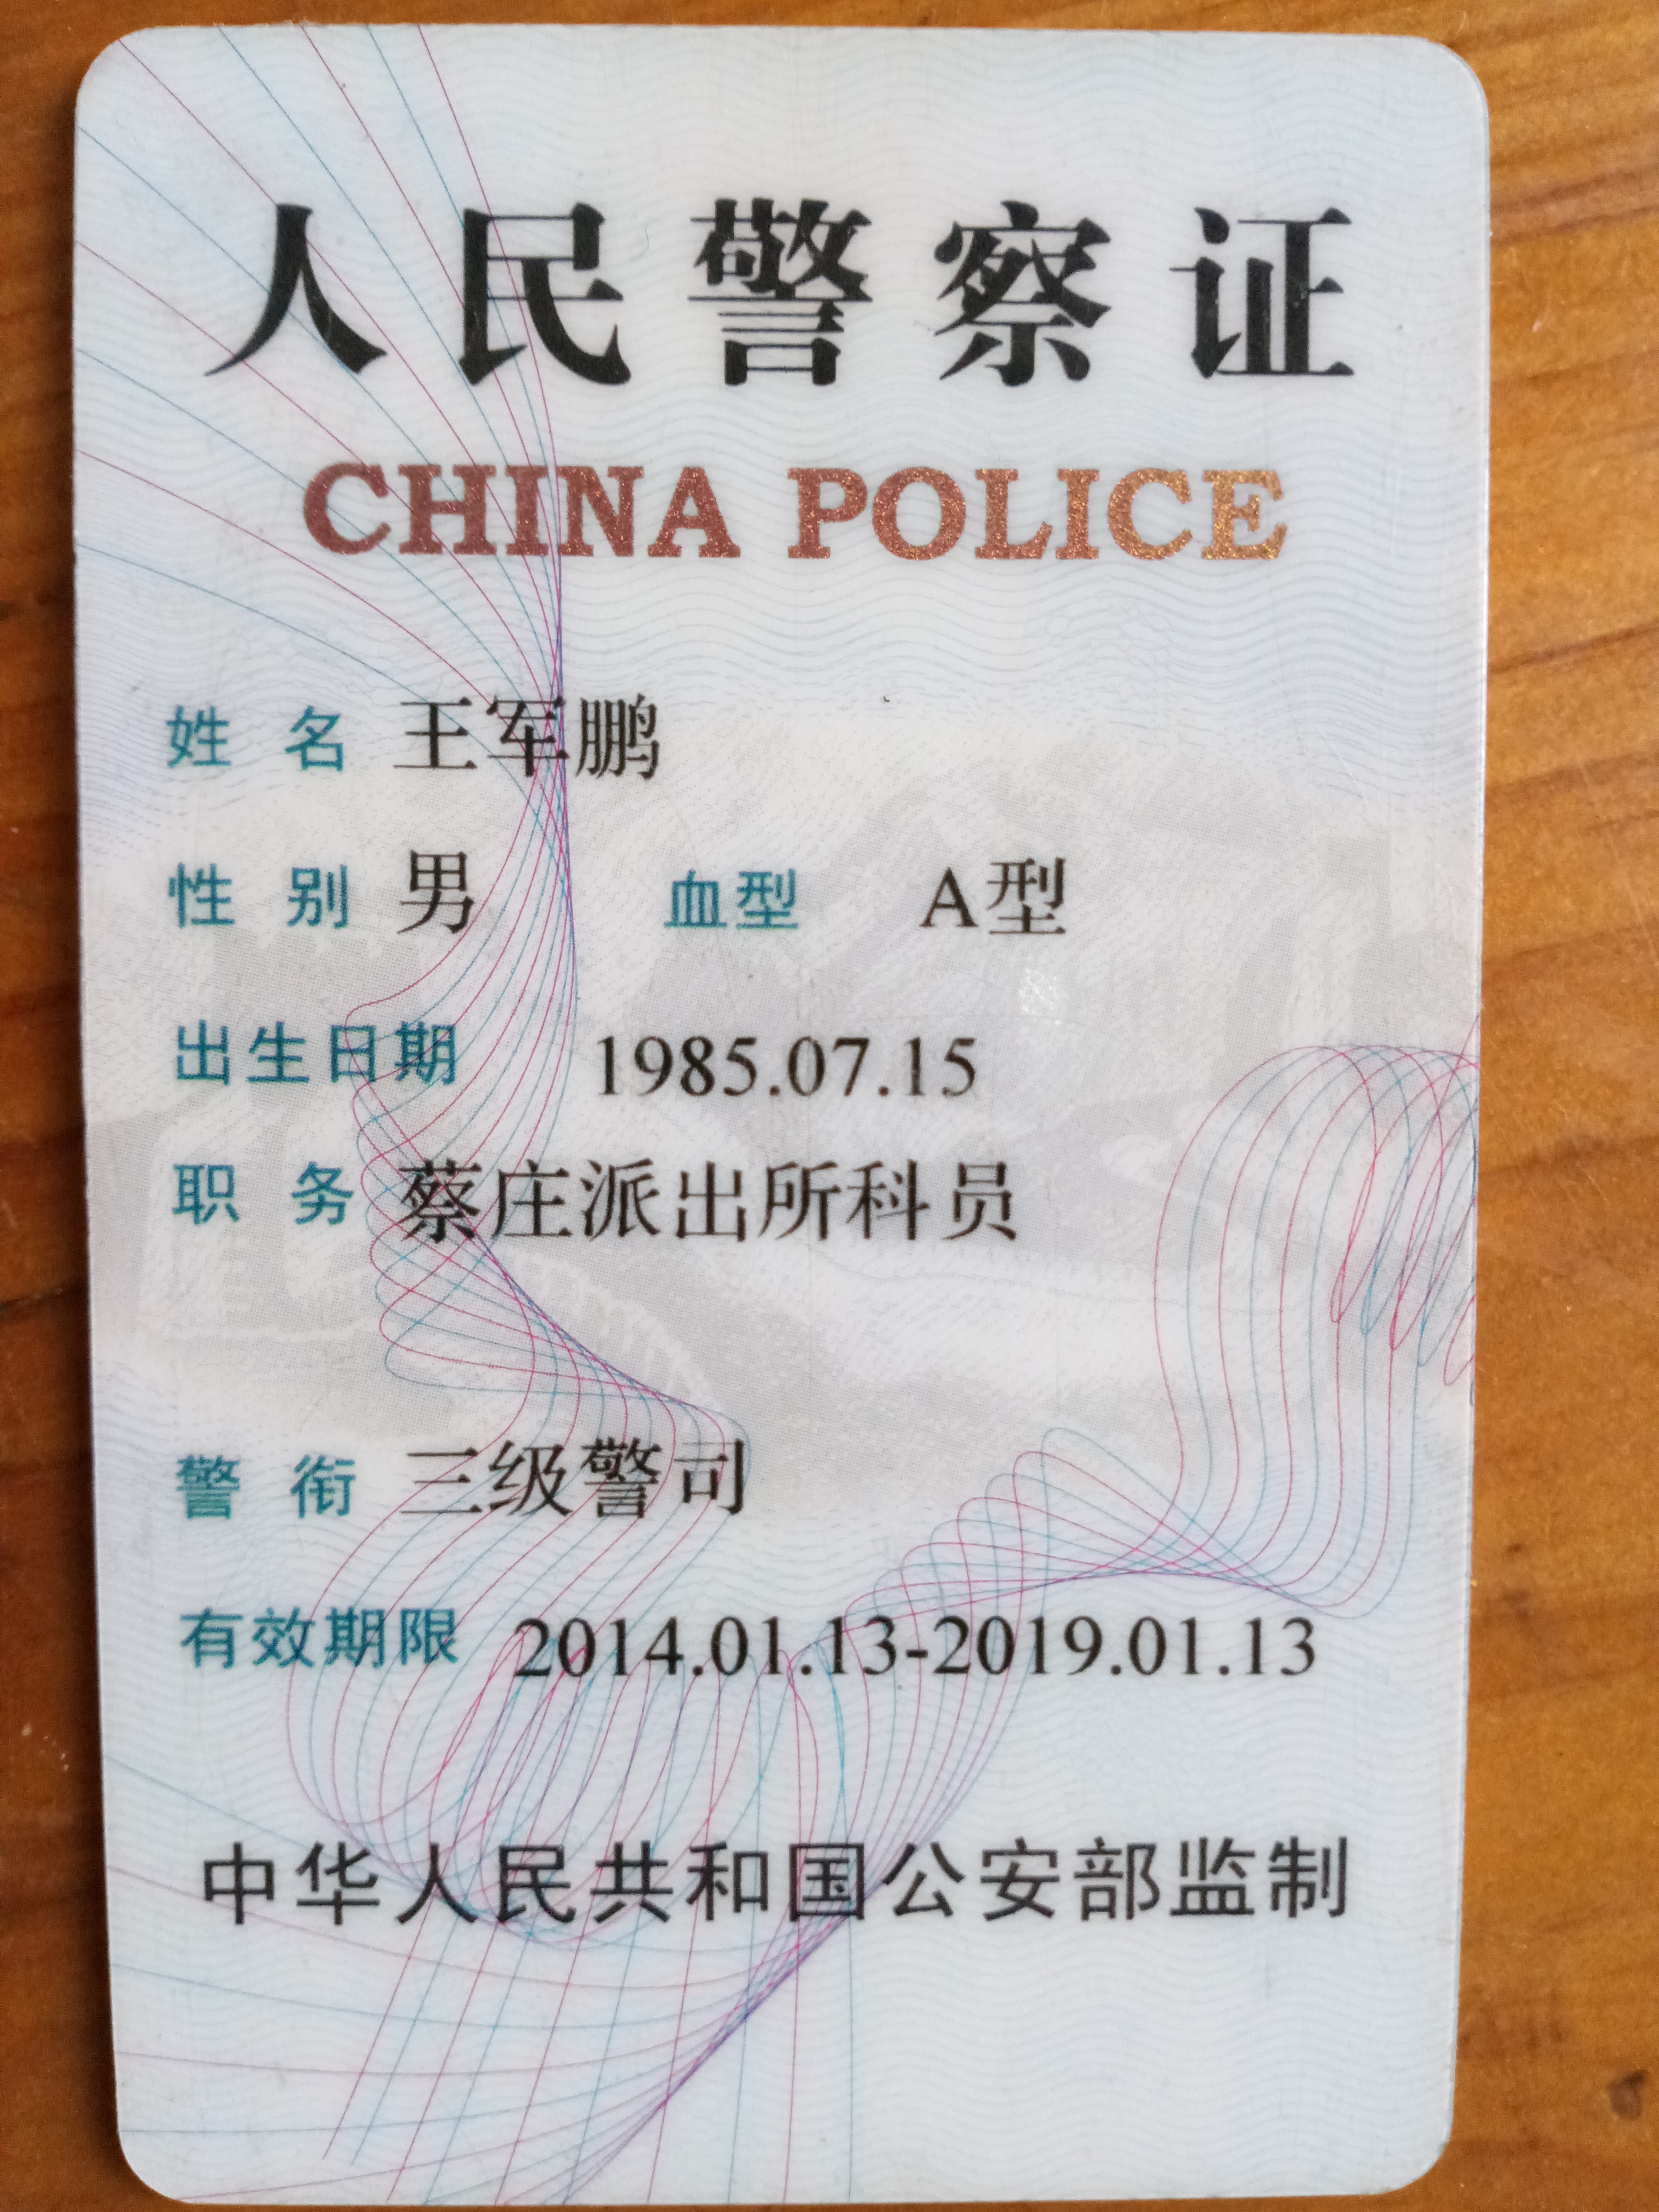 人民警察证
CHINA POLICE
姓名 王军鹏
性别 男 血型 A型
出生日期 1985.07.15
职务 蔡庄派出所科员
警衔 三级警司
有效期限 2014.01.13-2019.01.13
中华人民共和国公安部监制